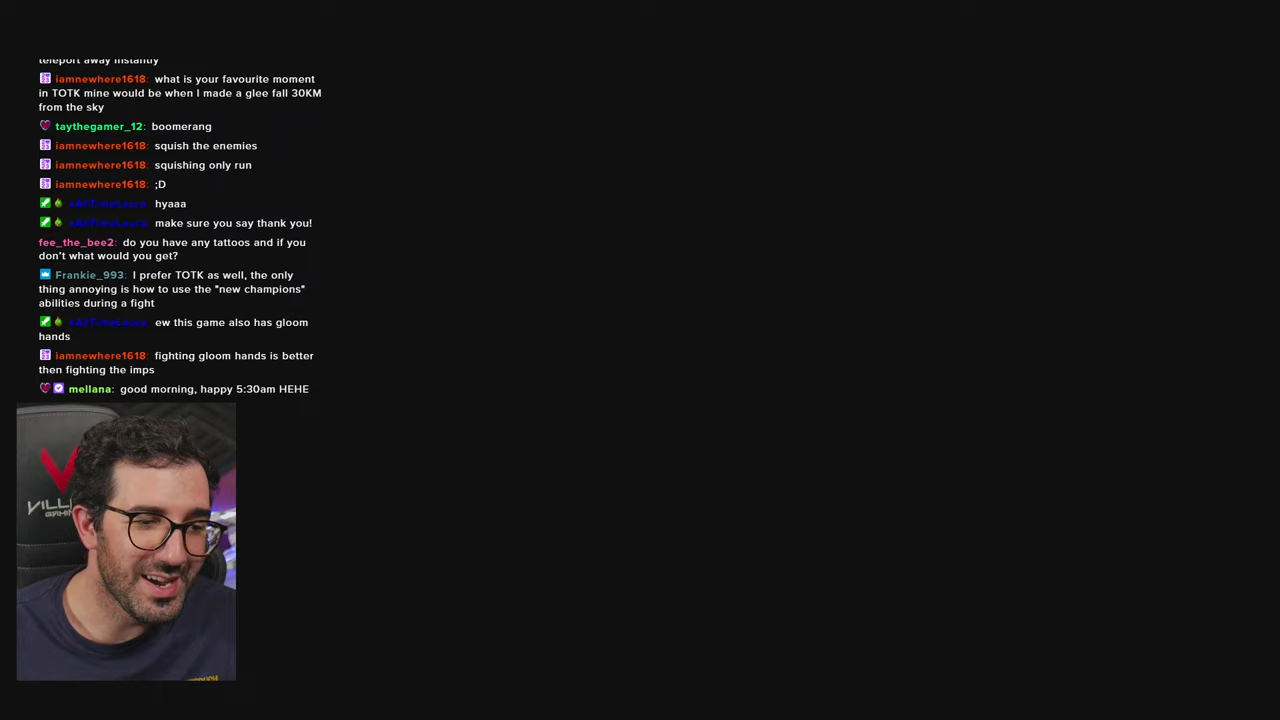 teleport away instantly
iamnewhere1618: what is your favourite moment
in TOTK mine would be when I made a glee fall 30KM
from the sky
taythegamer_12: boomerang
iamnewhere1618: squish the enemies
iamnewhere1618: squishing only run
iamnewhere1618: ;D
hyaaa
make sure you say thank you!
fee_the_bee2: do you have any tattoos and if you
don't what would you get?
Frankie_993: I prefer TOTK as well, the only
thing annoying is how to use the "new champions"
abilities during a fight
ew this game also has gloom
hands
iamnewhere1618: fighting gloom hands is better
then fighting the imps
mellana: good morning, happy 5:30am HEHE